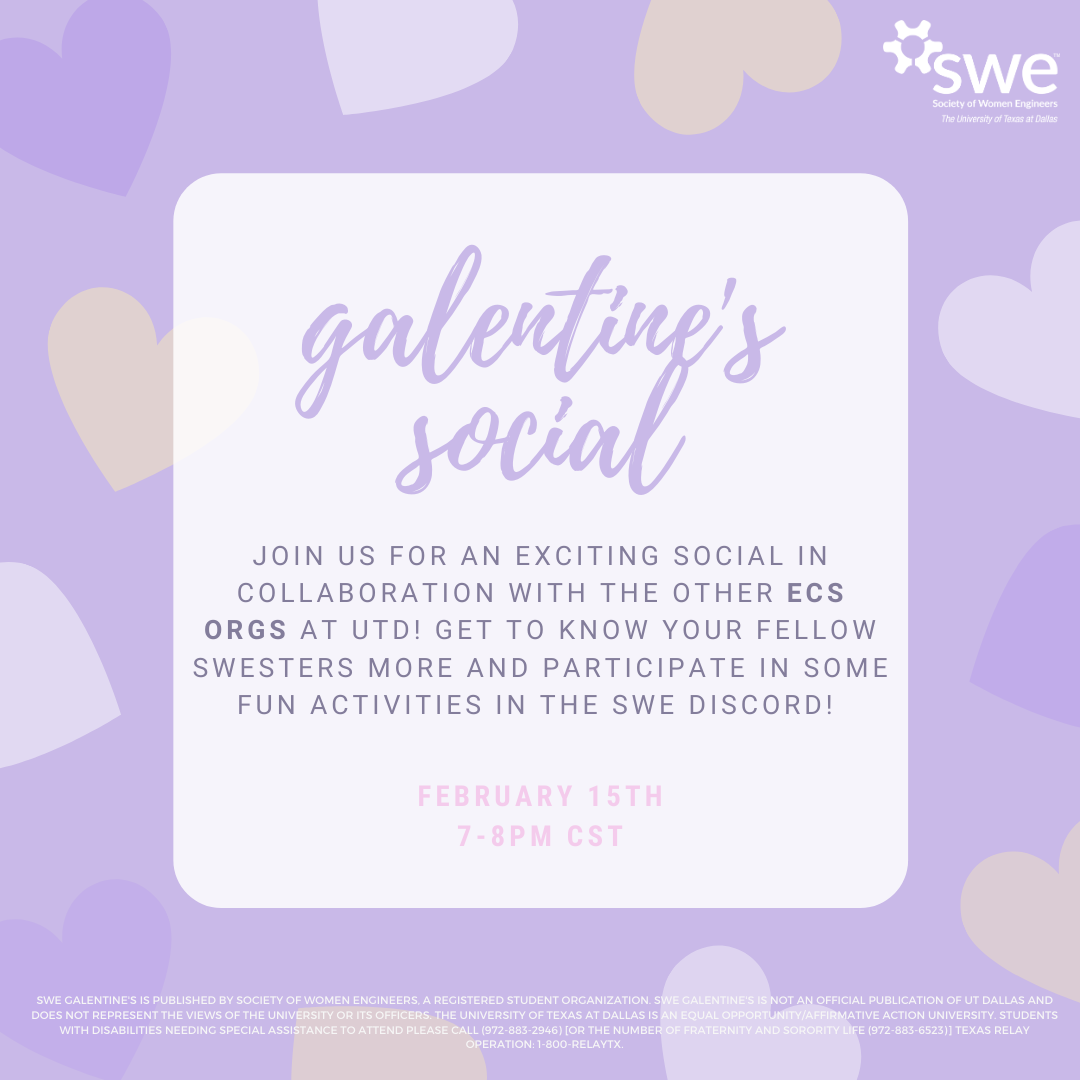 swe™
Society of Women Engineers
The University of Texas at Dallas
galentine's
social
JOIN US FOR AN EXCITING SOCIAL IN
COLLABORATION WITH THE OTHER ECS
ORGS AT UTD! GET TO KNOW YOUR FELLOW
SWESTERS MORE AND PARTICIPATE IN SOME
FUN ACTIVITIES IN THE SWE DISCORD!
FEBRUARY 15TH
7-8PM CST
SWE GALENTINE'S IS PUBLISHED BY SOCIETY OF WOMEN ENGINEERS, A REGISTERED STUDENT ORGANIZATION. SWE GALENTINE'S IS NOT AN OFFICIAL PUBLICATION OF UT DALLAS AND
DOES NOT REPRESENT THE VIEWS OF THE UNIVERSITY OR ITS OFFICERS. THE UNIVERSITY OF TEXAS AT DALLAS IS AN EQUAL OPPORTUNITY/AFFIRMATIVE ACTION UNIVERSITY. STUDENTS
WITH DISABILITIES NEEDING SPECIAL ASSISTANCE TO ATTEND PLEASE CALL (972-883-2946) [OR THE NUMBER OF FRATERNITY AND SORORITY LIFE (972-883-6523)] TEXAS RELAY
OPERATION: 1-800-RELAYTX.